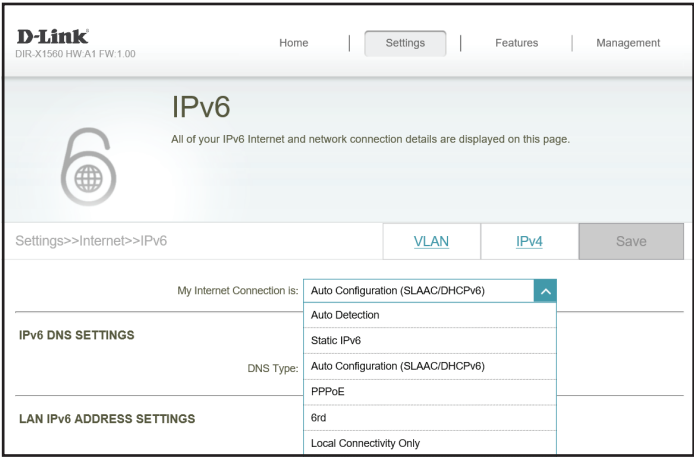 D-Link
DIR-X1560 HW:A1 FW:1.00
Home
Settings
Features
Management
IPv6
All of your IPv6 Internet and network connection details are displayed on this page.
Settings>>Internet>>IPv6
VLAN
IPv4
Save
My Internet Connection is: Auto Configuration (SLAAC/DHCPv6)
Auto Detection
Static IPv6
Auto Configuration (SLAAC/DHCPv6)
PPPoE
6rd
Local Connectivity Only
IPv6 DNS SETTINGS
DNS Type:
LAN IPv6 ADDRESS SETTINGS